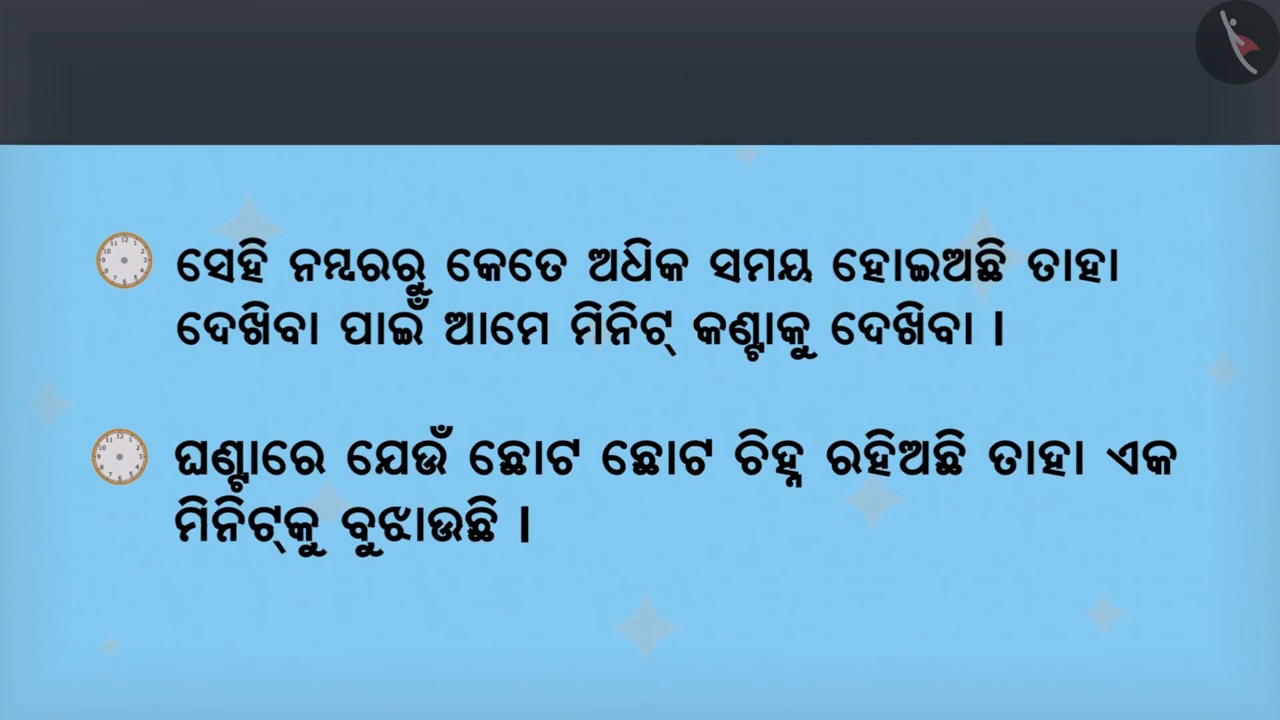 ସେହି ନମ୍ବରରୁ କେତେ ଅଧିକ ସମୟ ହୋଇଅଛି ତାହା
ଦେଖିବା ପାଇଁ ଆମେ ମିନିଟ୍ କଣ୍ଟାକୁ ଦେଖିବା ।
ଘଣ୍ଟାରେ ଯେଉଁ ଛୋଟ ଛୋଟ ଚିହ୍ନ ରହିଅଛି ତାହା ଏକ
ମିନିଟ୍‌କୁ ବୁଝାଉଛି ।